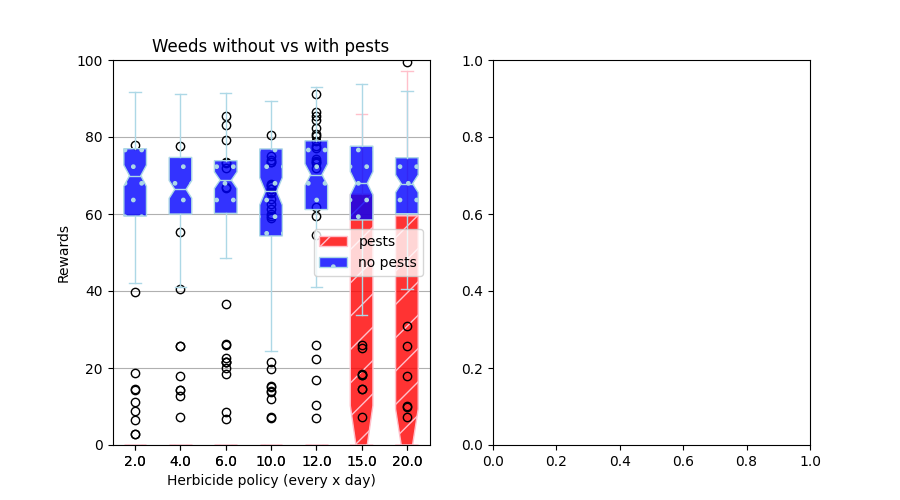 Weeds without vs with pests
100
80
60
40
20
0
Rewards
2.0 4.0 6.0 10.0 12.0 15.0 20.0
Herbicide policy (every x day)
pests
no pests
1.0
0.8
0.6
0.4
0.2
0.0
0.0 0.2 0.4 0.6 0.8 1.0